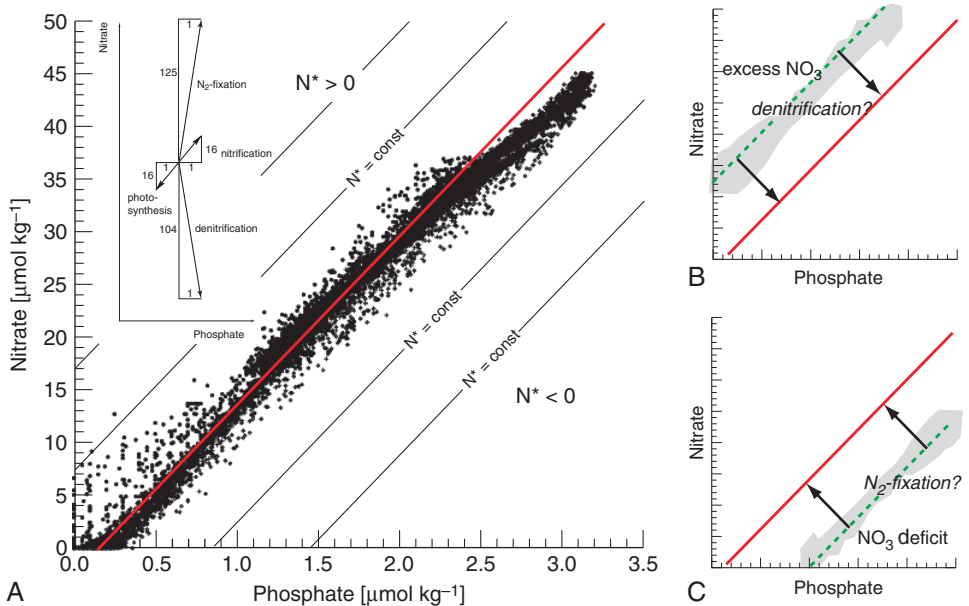 50
45
40
35
30
25
20
15
10
5
0
Nitrate [μmol kg⁻¹]
0.0
0.5
1.0
1.5
2.0
2.5
3.0
3.5
Phosphate [μmol kg⁻¹]
A
Nitrate
1
125
N₂-fixation
16 nitrification
1
1
16
photo-
synthesis
104
denitrification
1
Phosphate
N* > 0
N* = const
N* = const
N* = const
N* < 0
Nitrate
excess NO₃
denitrification?
Phosphate
B
Nitrate
N₂-fixation?
NO₃ deficit
Phosphate
C